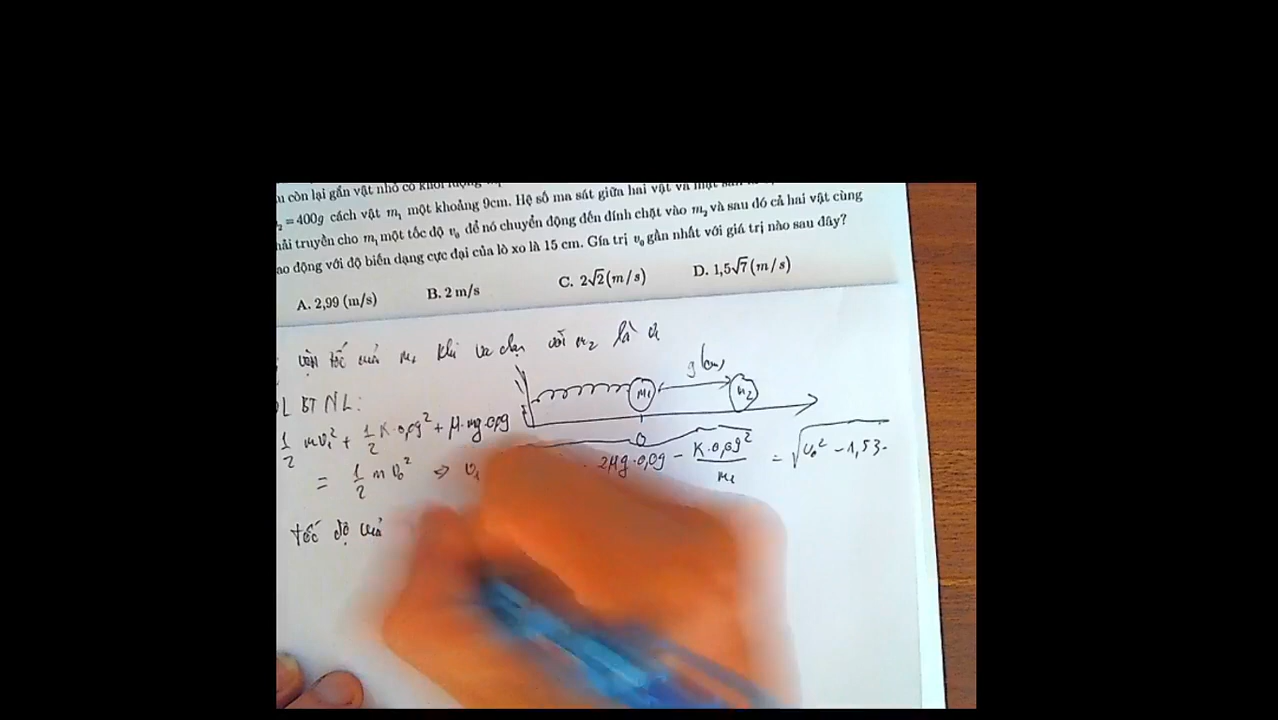 u còn lại gắn vật nhỏ có khối lượng
₂ = 400g cách vật m₁ một khoảng 9cm. Hệ số ma sát giữa hai vật và mặt
hải truyền cho m₁ một tốc độ v₀ để nó chuyển động đến dính chặt vào m₂ và sau đó cả hai vật cùng
ao động với độ biến dạng cực đại của lò xo là 15 cm. Gía trị v₀ gần nhất với giá trị nào sau đây?
A. 2,99 (m/s) B. 2 m/s C. 2√2(m/s) D. 1,5√7(m/s)
vận tốc của m₁ khi va chạm với m₂ là v₁
9(cm)
M₁ m₂
ĐL BT NL:
1/2 mv₁² + 1/2 K·0,09² + μ·mg·0,09
O
= 1/2 m v₀² ⇒ v₁
2μg·0,09 − K·0,09²/m₁ = √v₀² − 1,53
tốc độ của